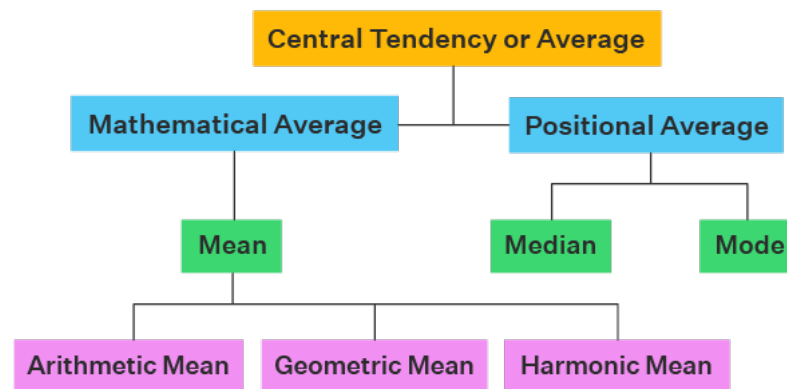 Central Tendency or Average
Mathematical Average
Positional Average
Mean
Median
Mode
Arithmetic Mean
Geometric Mean
Harmonic Mean